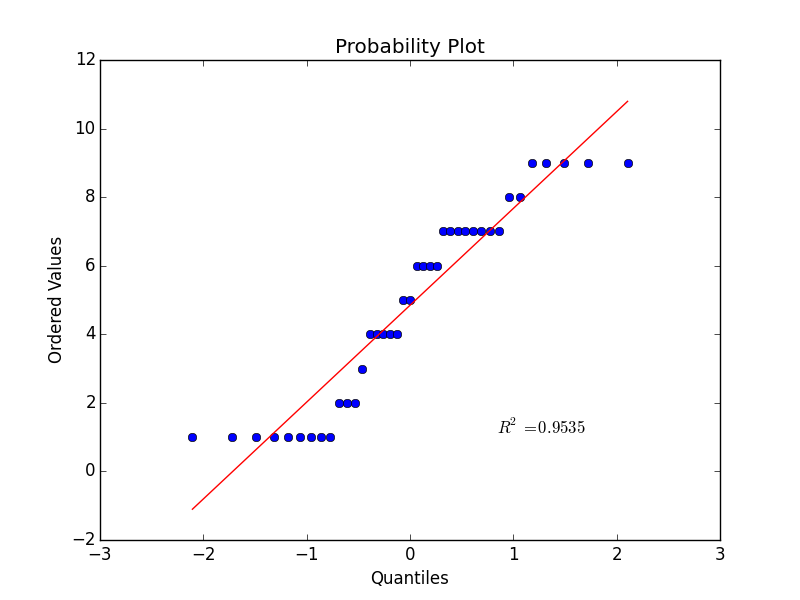 Probability Plot
12
10
8
6
4
2
0
−2
Ordered Values
R² =0.9535
−3 −2 −1 0 1 2 3
Quantiles